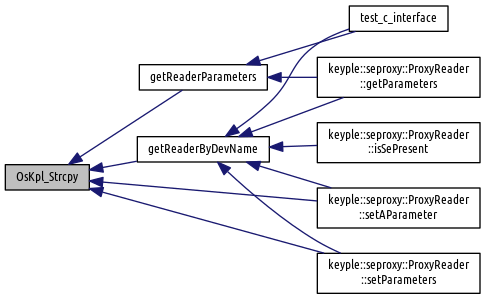 test_c_interface
getReaderParameters
keyple::seproxy::ProxyReader
::getParameters
getReaderByDevName
keyple::seproxy::ProxyReader
::isSePresent
OsKpl_Strcpy
keyple::seproxy::ProxyReader
::setAParameter
keyple::seproxy::ProxyReader
::setParameters